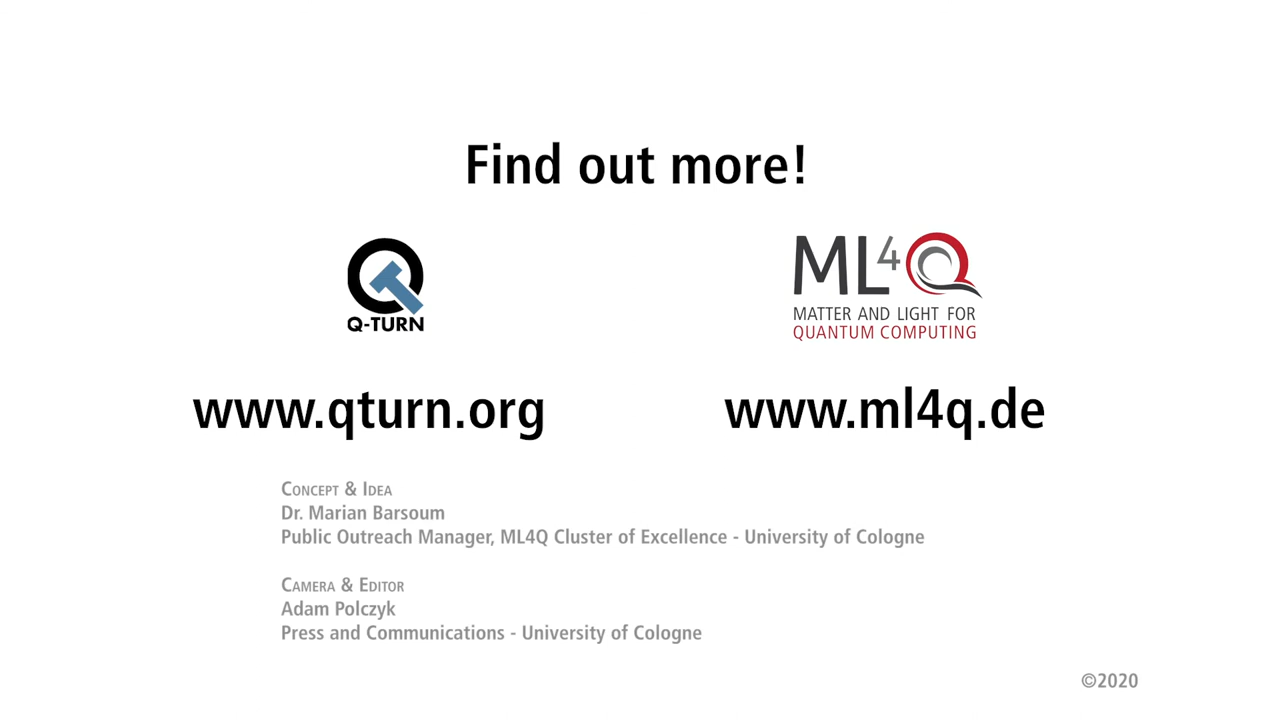 Find out more!
Q-TURN
ML4Q
MATTER AND LIGHT FOR
QUANTUM COMPUTING
www.qturn.org
www.ml4q.de
Concept & Idea
Dr. Marian Barsoum
Public Outreach Manager, ML4Q Cluster of Excellence - University of Cologne
Camera & Editor
Adam Polczyk
Press and Communications - University of Cologne
©2020